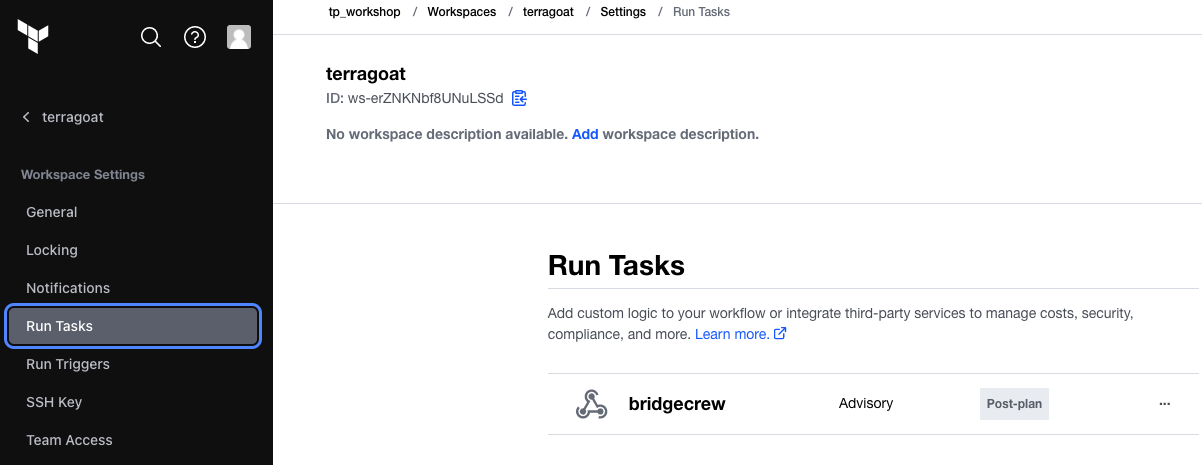 tp_workshop / Workspaces / terragoat / Settings / Run Tasks
terragoat
Workspace Settings
General
Locking
Notifications
Run Tasks
Run Triggers
SSH Key
Team Access
terragoat
ID: ws-erZNKNbf8UNuLSSd
No workspace description available. Add workspace description.
Run Tasks
Add custom logic to your workflow or integrate third-party services to manage costs, security,
compliance, and more. Learn more.
bridgecrew Advisory Post-plan ...